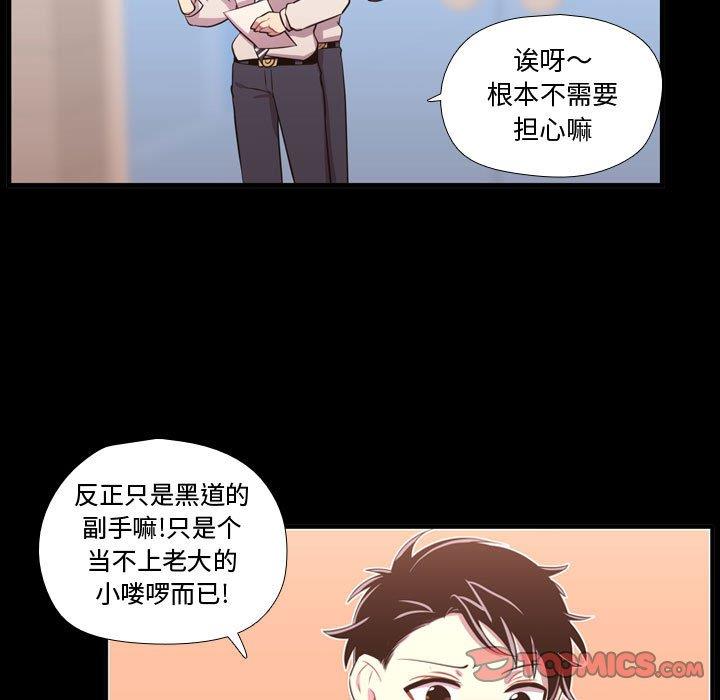 诶呀～
根本不需要
担心嘛
反正只是黑道的
副手嘛!只是个
当不上老大的
小喽啰而已!
TOOMICS.COM